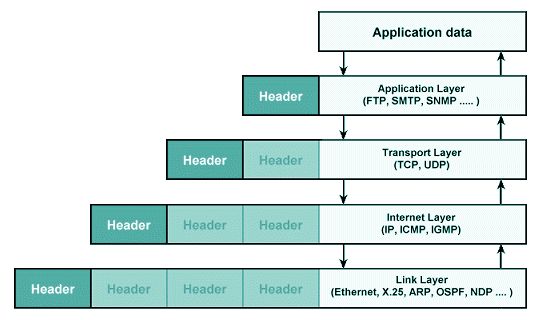 Application data
Header
Application Layer
(FTP, SMTP, SNMP ..... )
Header Header
Transport Layer
(TCP, UDP)
Header Header Header
Internet Layer
(IP, ICMP, IGMP)
Header Header Header Header
Link Layer
(Ethernet, X.25, ARP, OSPF, NDP .... )